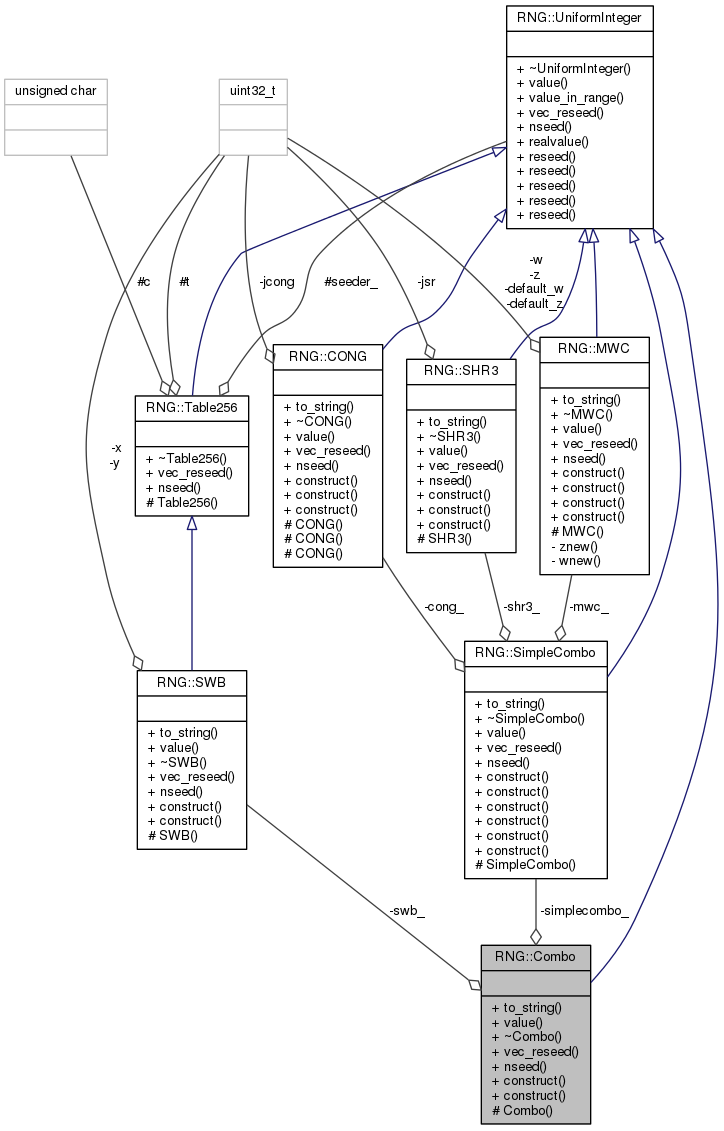 RNG::UniformInteger
+ ~UniformInteger()
+ value()
+ value_in_range()
+ vec_reseed()
+ nseed()
+ realvalue()
+ reseed()
+ reseed()
+ reseed()
+ reseed()
+ reseed()
unsigned char
uint32_t
#c
#t
-jcong
#seeder_
-jsr
-w
-z
-default_w
-default_z
RNG::CONG
+ to_string()
+ ~CONG()
+ value()
+ vec_reseed()
+ nseed()
+ construct()
+ construct()
+ construct()
# CONG()
# CONG()
# CONG()
RNG::SHR3
+ to_string()
+ ~SHR3()
+ value()
+ vec_reseed()
+ nseed()
+ construct()
+ construct()
+ construct()
# SHR3()
RNG::MWC
+ to_string()
+ ~MWC()
+ value()
+ vec_reseed()
+ nseed()
+ construct()
+ construct()
+ construct()
+ construct()
# MWC()
- znew()
- wnew()
RNG::Table256
+ ~Table256()
+ vec_reseed()
+ nseed()
# Table256()
-x
-y
-cong_
-shr3_
-mwc_
RNG::SWB
+ to_string()
+ value()
+ ~SWB()
+ vec_reseed()
+ nseed()
+ construct()
+ construct()
# SWB()
RNG::SimpleCombo
+ to_string()
+ ~SimpleCombo()
+ value()
+ vec_reseed()
+ nseed()
+ construct()
+ construct()
+ construct()
+ construct()
+ construct()
+ construct()
# SimpleCombo()
-swb_
-simplecombo_
RNG::Combo
+ to_string()
+ value()
+ ~Combo()
+ vec_reseed()
+ nseed()
+ construct()
+ construct()
# Combo()